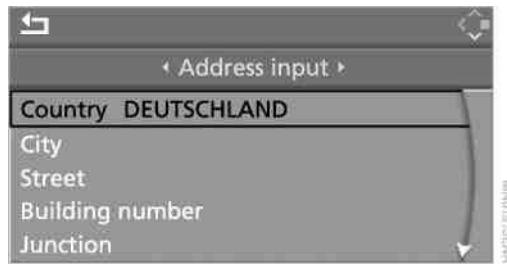 Address input
Country DEUTSCHLAND
City
Street
Building number
Junction